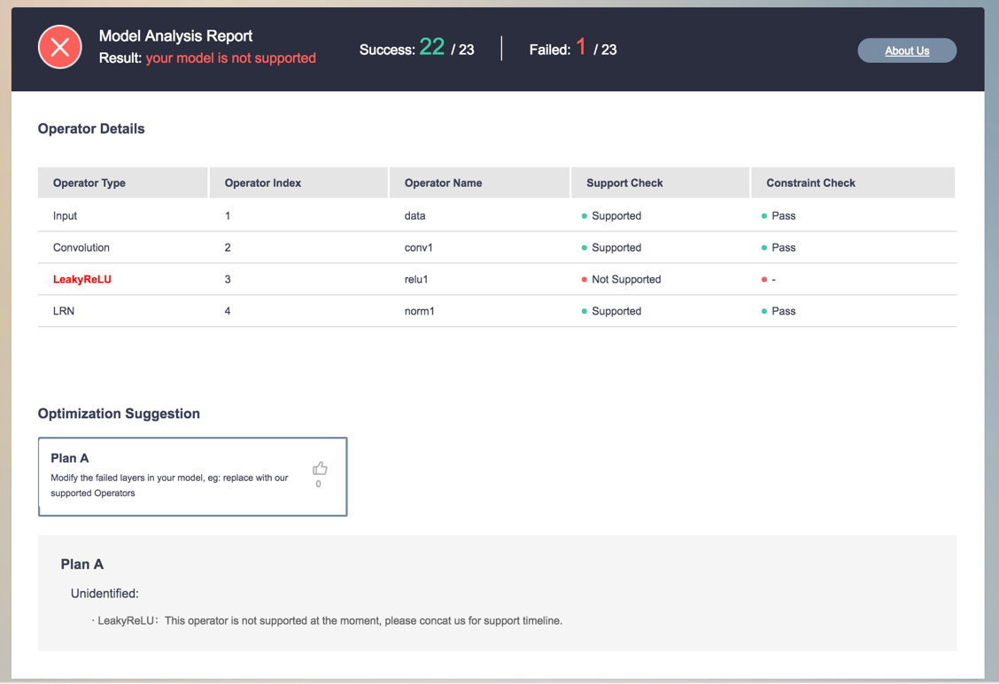 Model Analysis Report
Result: your model is not supported
Success: 22 / 23
Failed: 1 / 23
About Us
Operator Details
Operator Type Operator Index Operator Name Support Check Constraint Check
Input 1 data Supported Pass
Convolution 2 conv1 Supported Pass
LeakyReLU 3 relu1 Not Supported -
LRN 4 norm1 Supported Pass
Optimization Suggestion
Plan A
Modify the failed layers in your model, eg: replace with our
supported Operators
0
Plan A
Unidentified:
· LeakyReLU：This operator is not supported at the moment, please concat us for support timeline.